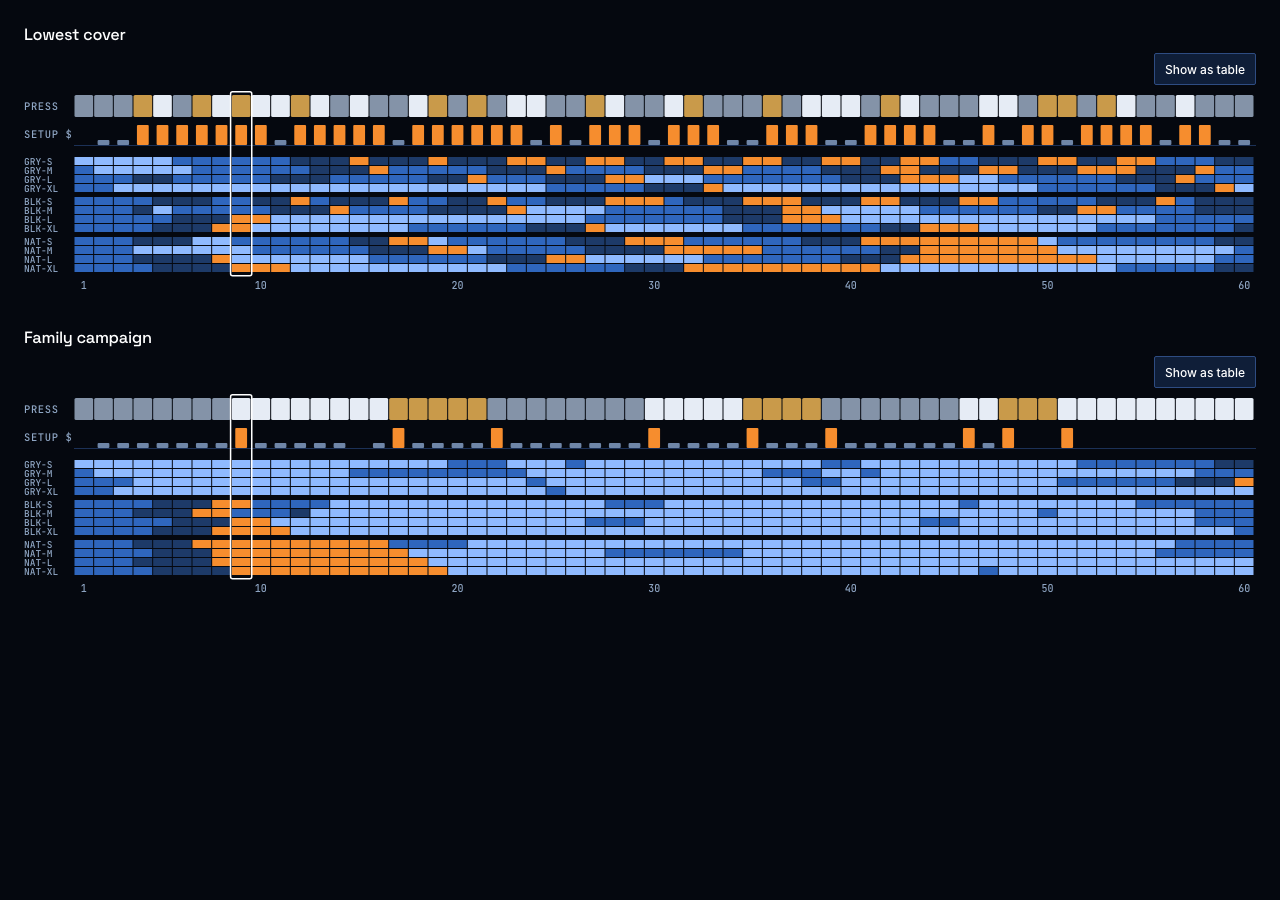 Lowest cover
Show as table
PRESS
SETUP $
GRY-S
GRY-M
GRY-L
GRY-XL
BLK-S
BLK-M
BLK-L
BLK-XL
NAT-S
NAT-M
NAT-L
NAT-XL
1 10 20 30 40 50 60
Family campaign
Show as table
PRESS
SETUP $
GRY-S
GRY-M
GRY-L
GRY-XL
BLK-S
BLK-M
BLK-L
BLK-XL
NAT-S
NAT-M
NAT-L
NAT-XL
1 10 20 30 40 50 60